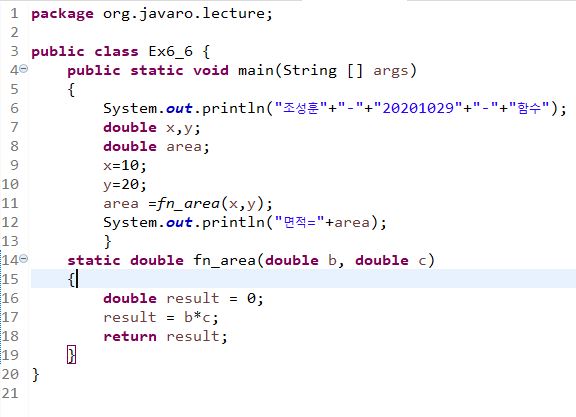 1 package org.javaro.lecture;
2
3 public class Ex6_6 {
4 public static void main(String [] args)
5 {
6 System.out.println("조성훈"+"-"+"20201029"+"-"+"함수");
7 double x,y;
8 double area;
9 x=10;
10 y=20;
11 area =fn_area(x,y);
12 System.out.println("면적="+area);
13 }
14 static double fn_area(double b, double c)
15 {
16 double result = 0;
17 result = b*c;
18 return result;
19 }
20 }
21